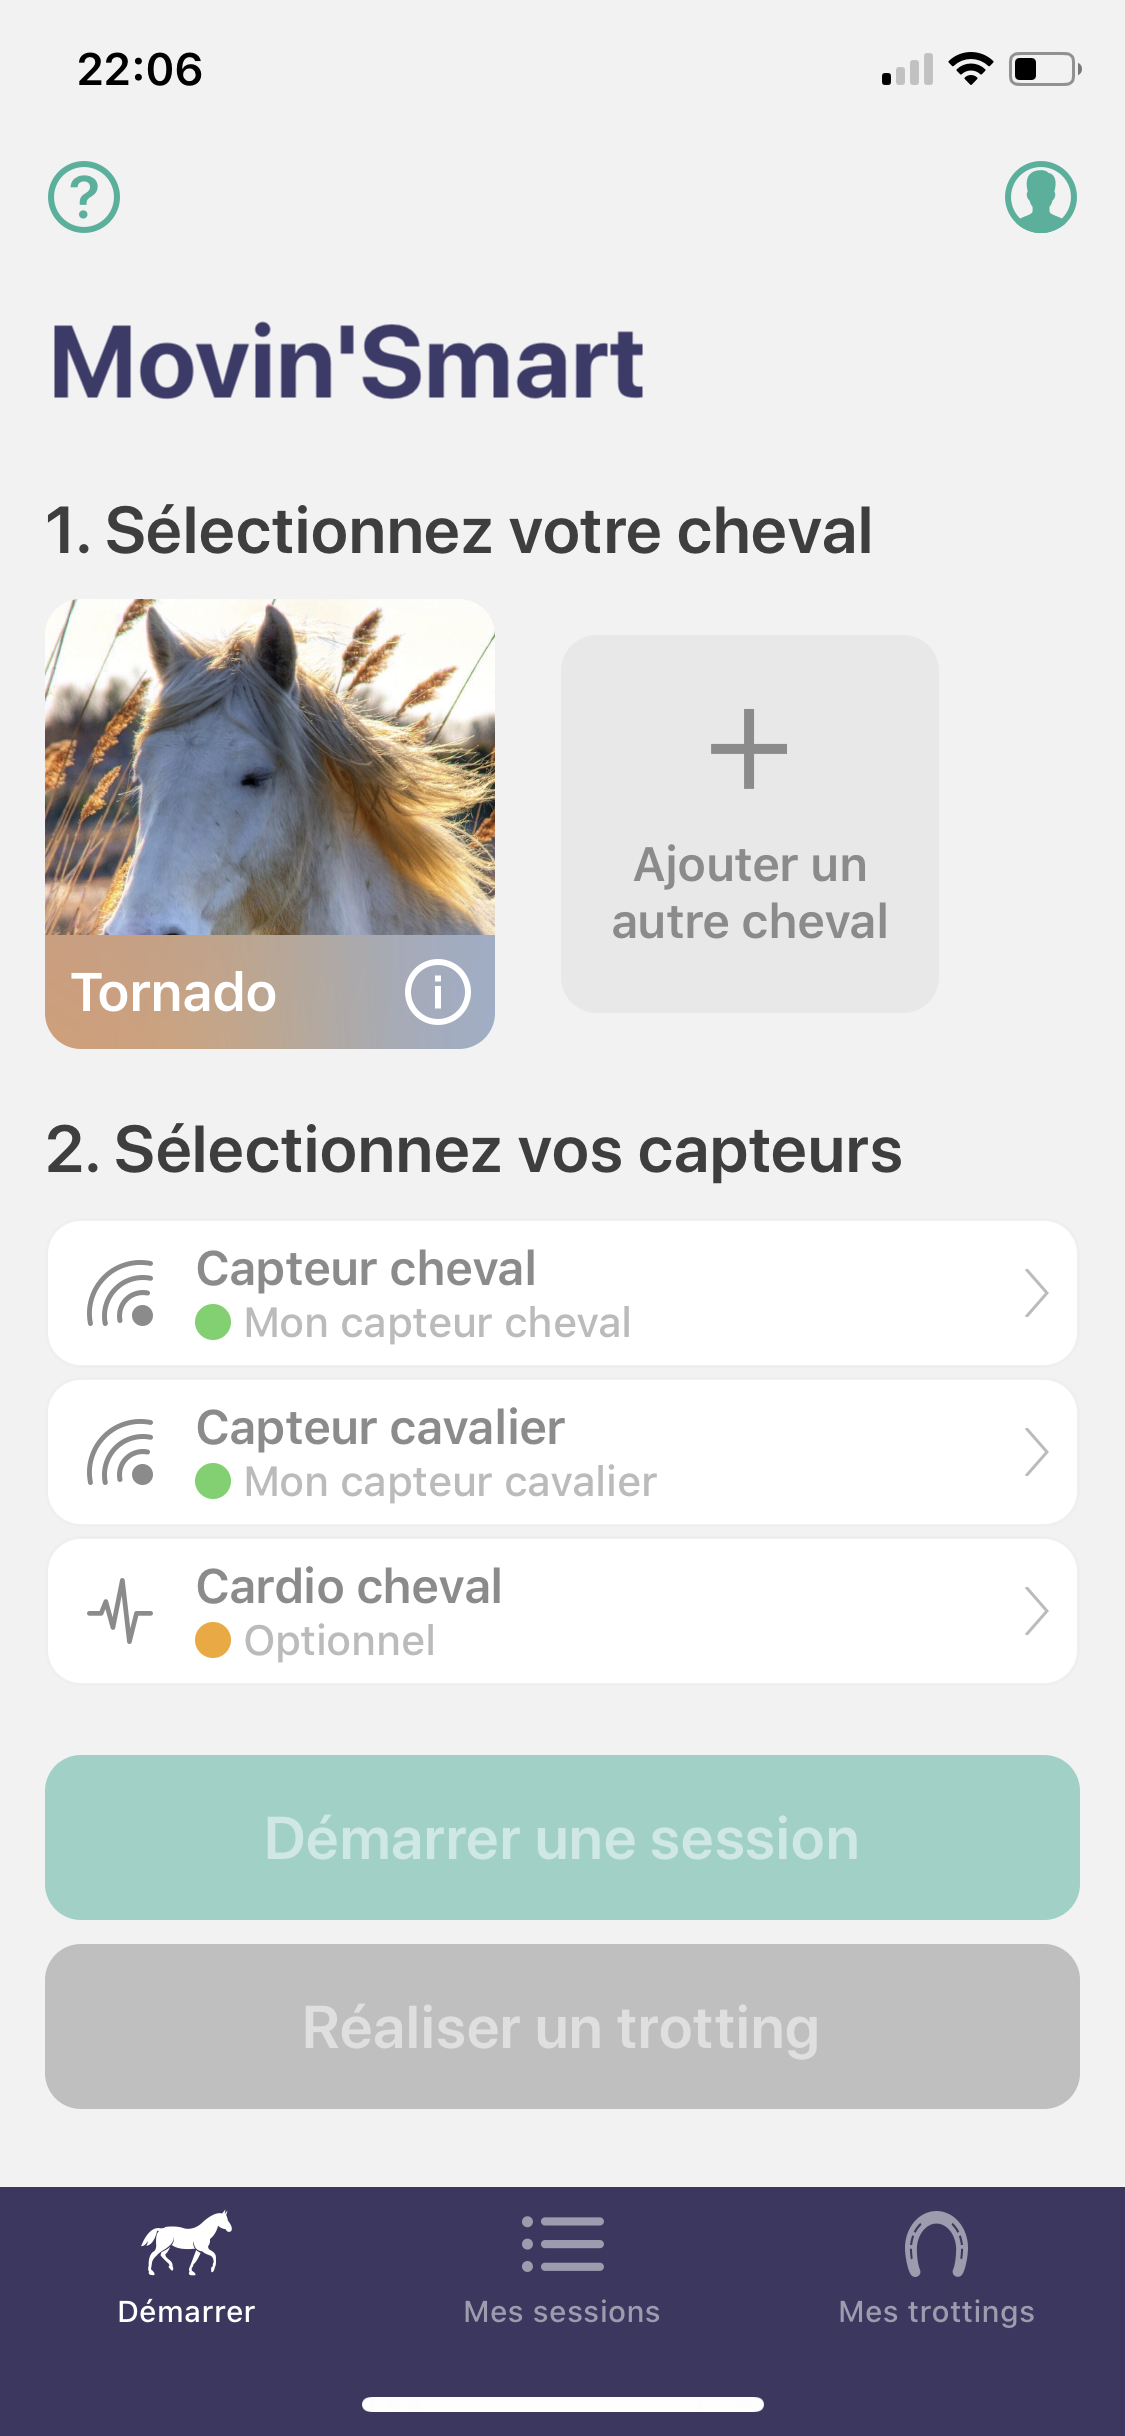 22:06
?
Movin'Smart
1. Sélectionnez votre cheval
Tornado
i
Ajouter un
autre cheval
2. Sélectionnez vos capteurs
Capteur cheval
Mon capteur cheval
Capteur cavalier
Mon capteur cavalier
Cardio cheval
Optionnel
Démarrer une session
Réaliser un trotting
Démarrer
Mes sessions
Mes trottings